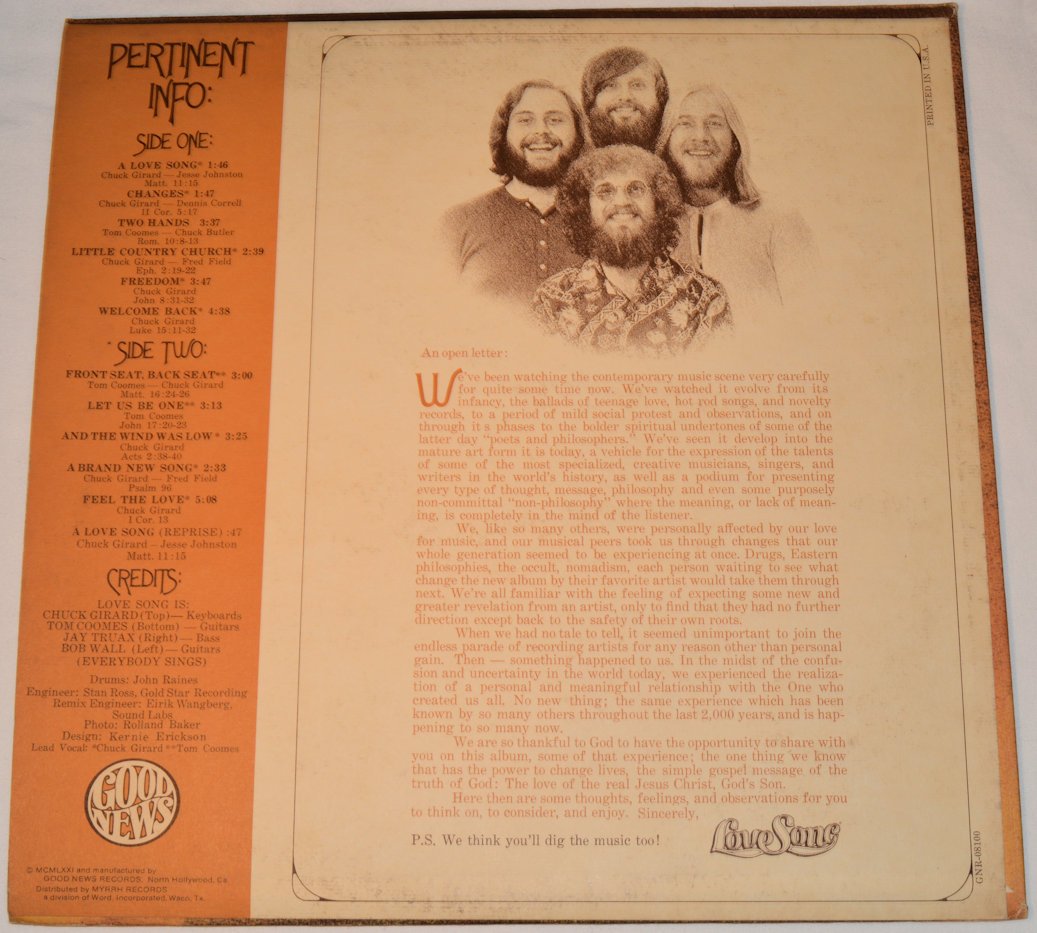 PERTINENT
INFO:
SIDE ONE:
A LOVE SONG* 1:46
Chuck Girard — Jesse Johnston
Matt. 11:15
CHANGES* 1:47
Chuck Girard — Dennis Correll
II Cor. 5:17
TWO HANDS 3:37
Tom Coomes — Chuck Butler
Rom. 10:8-13
LITTLE COUNTRY CHURCH* 2:39
Chuck Girard — Fred Field
Eph. 2:19-22
FREEDOM* 3:47
Chuck Girard
John 8:31-32
WELCOME BACK* 4:38
Chuck Girard
Luke 15:11-32
SIDE TWO:
FRONT SEAT, BACK SEAT** 3:00
Tom Coomes — Chuck Girard
Matt. 16:24-26
LET US BE ONE** 3:13
Tom Coomes
John 17:20-23
AND THE WIND WAS LOW * 3:25
Chuck Girard
Acts 2:38-40
A BRAND NEW SONG* 2:33
Chuck Girard — Fred Field
Psalm 96
FEEL THE LOVE* 5:08
Chuck Girard
I Cor. 13
A LOVE SONG (REPRISE) :47
Chuck Girard — Jesse Johnston
Matt. 11:15
CREDITS:
LOVE SONG IS:
CHUCK GIRARD (Top) — Keyboards
TOM COOMES (Bottom) — Guitars
JAY TRUAX (Right) — Bass
BOB WALL (Left) — Guitars
(EVERYBODY SINGS)
Drums: John Raines
Engineer: Stan Ross, Gold Star Recording
Remix Engineer: Eirik Wangberg,
Sound Labs
Photo: Rolland Baker
Design: Kernie Erickson
Lead Vocal: *Chuck Girard **Tom Coomes
GOOD
NEWS
© MCMLXXI and manufactured by
GOOD NEWS RECORDS, North Hollywood, Ca.
Distributed by MYRRH RECORDS
a division of Word, Incorporated, Waco, Tx.
PRINTED IN U.S.A.
An open letter:
We've been watching the contemporary music scene very carefully
for quite some time now. We've watched it evolve from its
infancy, the ballads of teenage love, hot rod songs, and novelty
records, to a period of mild social protest and observations, and on
through it s phases to the bolder spiritual undertones of some of the
latter day "poets and philosophers." We've seen it develop into the
mature art form it is today, a vehicle for the expression of the talents
of some of the most specialized, creative musicians, singers, and
writers in the world's history, as well as a podium for presenting
every type of thought, message, philosophy and even some purposely
non-committal "non-philosophy" where the meaning, or lack of mean-
ing, is completely in the mind of the listener.
We, like so many others, were personally affected by our love
for music, and our musical peers took us through changes that our
whole generation seemed to be experiencing at once. Drugs, Eastern
philosophies, the occult, nomadism, each person waiting to see what
change the new album by their favorite artist would take them through
next. We're all familiar with the feeling of expecting some new and
greater revelation from an artist, only to find that they had no further
direction except back to the safety of their own roots.
When we had no tale to tell, it seemed unimportant to join the
endless parade of recording artists for any reason other than personal
gain. Then — something happened to us. In the midst of the confu-
sion and uncertainty in the world today, we experienced the realiza-
tion of a personal and meaningful relationship with the One who
created us all. No new thing; the same experience which has been
known by so many others throughout the last 2,000 years, and is hap-
pening to so many now.
We are so thankful to God to have the opportunity to share with
you on this album, some of that experience; the one thing we know
that has the power to change lives, the simple gospel message of the
truth of God: The love of the real Jesus Christ, God's Son.
Here then are some thoughts, feelings, and observations for you
to think on, to consider, and enjoy. Sincerely,
P.S. We think you'll dig the music too!
Love Song
GNR-08100